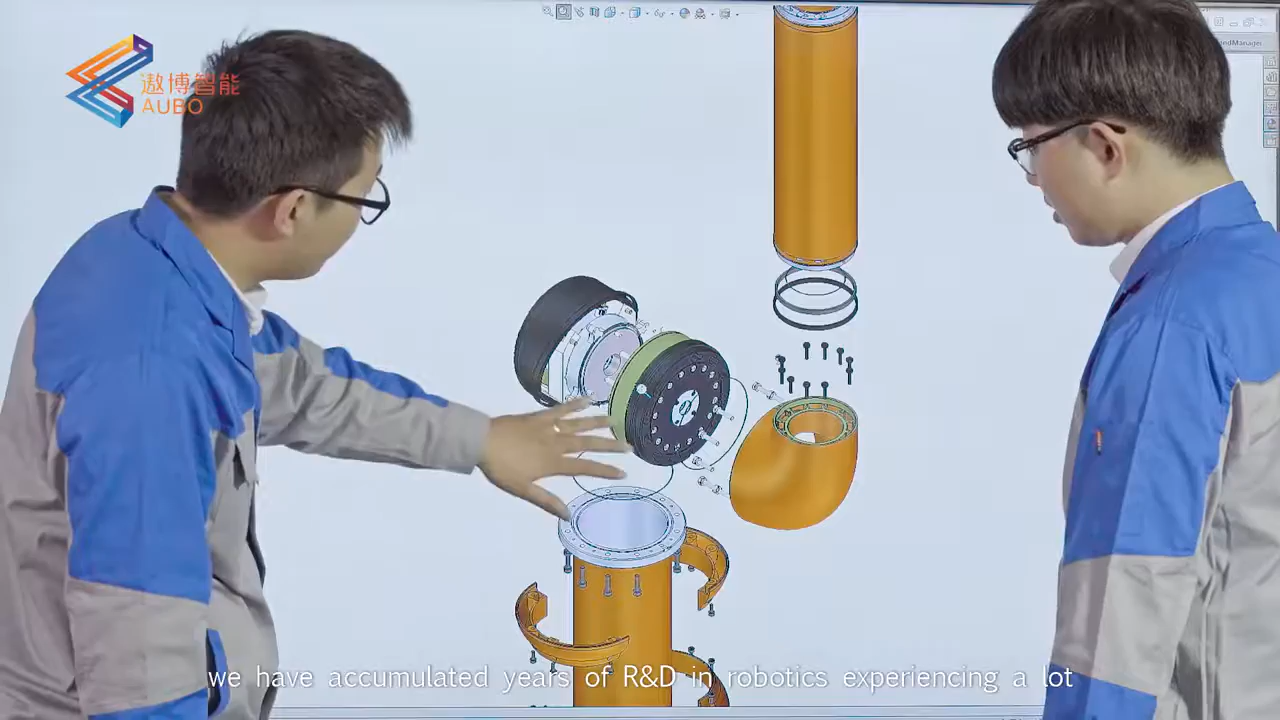 遨博智能
AUBO
we have accumulated years of R&D in robotics experiencing a lot